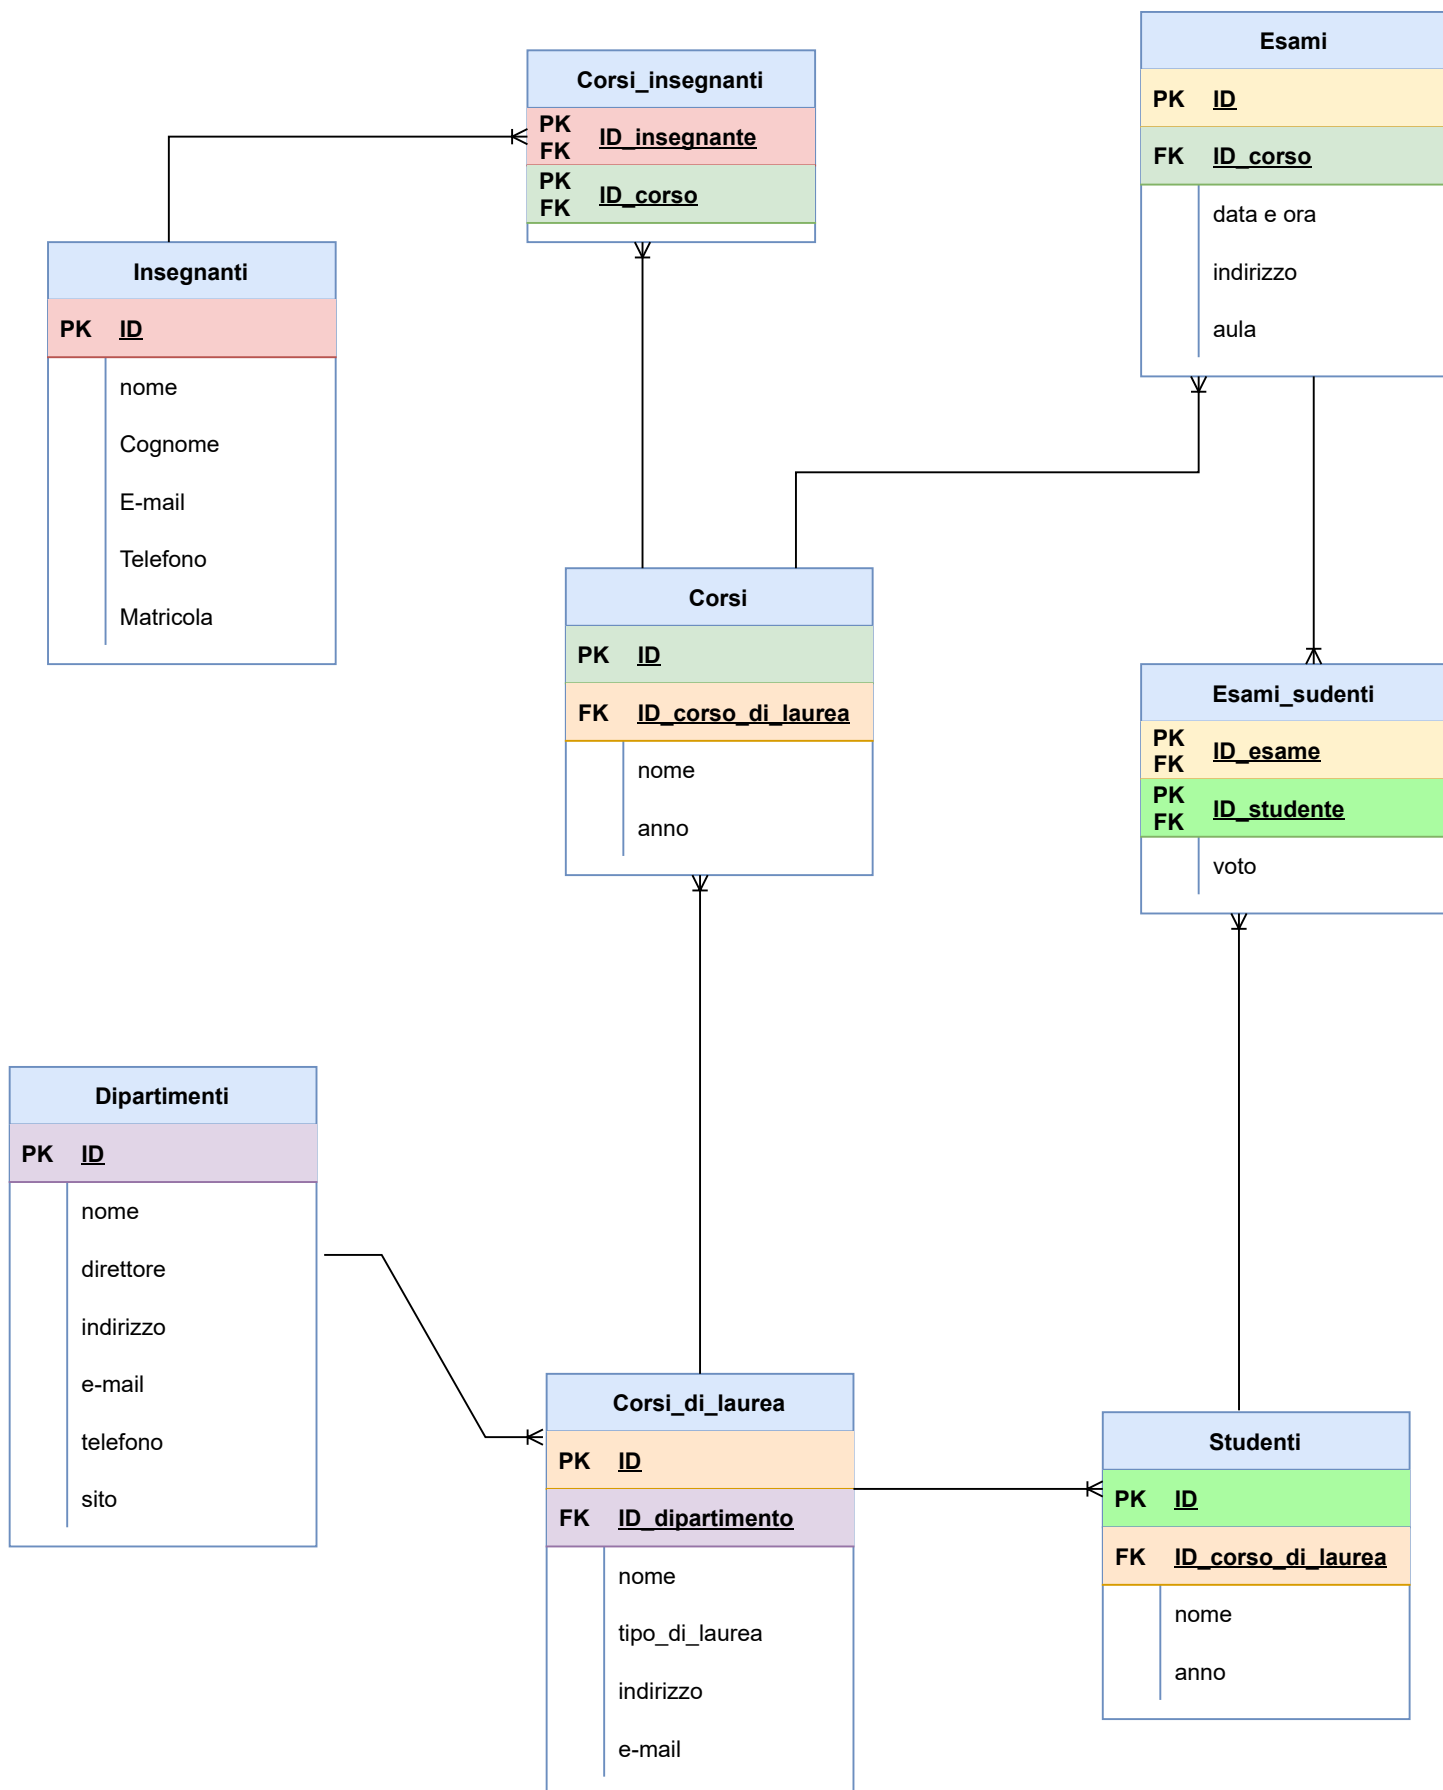 Corsi_insegnanti
PK
FK
ID_insegnante
PK
FK
ID_corso
Esami
PK ID
FK ID_corso
data e ora
indirizzo
aula
Insegnanti
PK ID
nome
Cognome
E-mail
Telefono
Matricola
Corsi
PK ID
FK ID_corso_di_laurea
nome
anno
Esami_sudenti
PK
FK
ID_esame
PK
FK
ID_studente
voto
Dipartimenti
PK ID
nome
direttore
indirizzo
e-mail
telefono
sito
Corsi_di_laurea
PK ID
FK ID_dipartimento
nome
tipo_di_laurea
indirizzo
e-mail
Studenti
PK ID
FK ID_corso_di_laurea
nome
anno